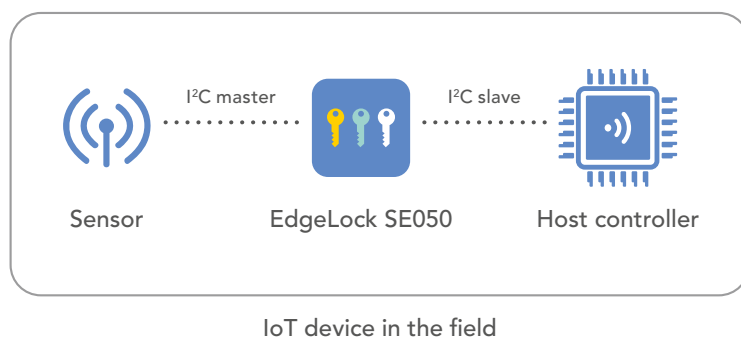 I²C master
I²C slave
Sensor
EdgeLock SE050
Host controller
IoT device in the field